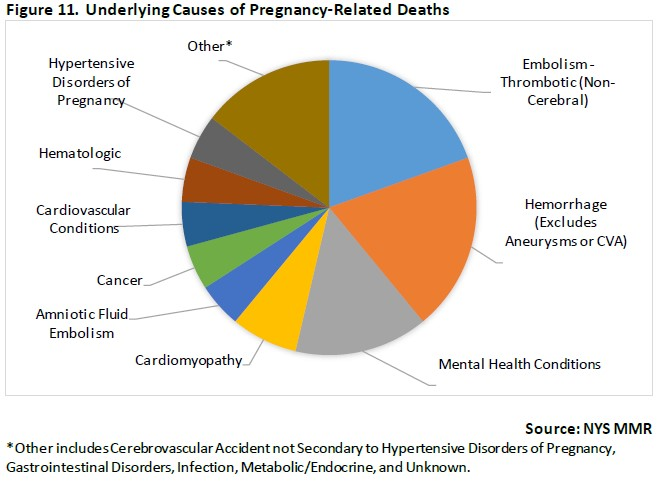 Figure 11. Underlying Causes of Pregnancy-Related Deaths
Other*
Embolism -
Thrombotic (Non-
Cerebral)
Hypertensive
Disorders of
Pregnancy
Hematologic
Cardiovascular
Conditions
Hemorrhage
(Excludes
Aneurysms or CVA)
Cancer
Amniotic Fluid
Embolism
Cardiomyopathy
Mental Health Conditions
Source: NYS MMR
*Other includes Cerebrovascular Accident not Secondary to Hypertensive Disorders of Pregnancy,
Gastrointestinal Disorders, Infection, Metabolic/Endocrine, and Unknown.